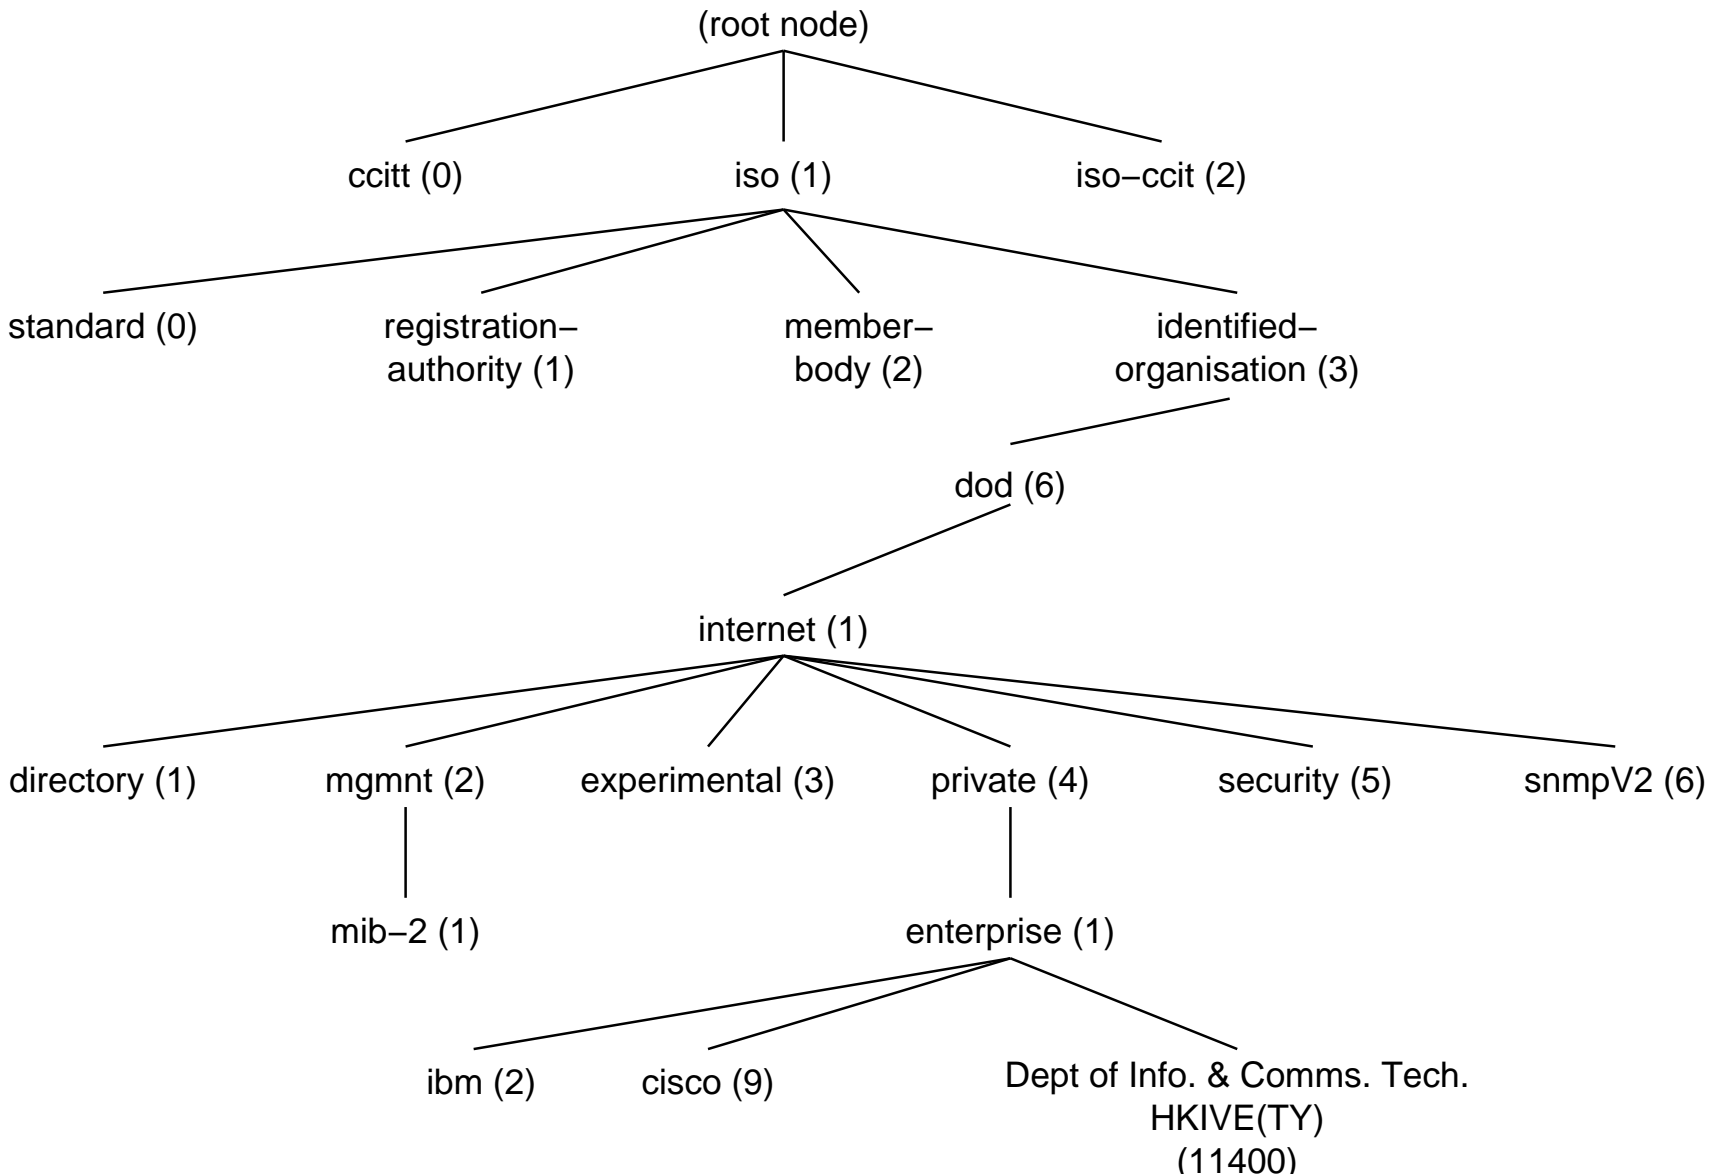 (root node)
ccitt (0)
iso (1)
iso−ccit (2)
standard (0)
registration−
authority (1)
member−
body (2)
identified−
organisation (3)
dod (6)
internet (1)
directory (1)
mgmnt (2)
experimental (3)
private (4)
security (5)
snmpV2 (6)
mib−2 (1)
enterprise (1)
ibm (2)
cisco (9)
Dept of Info. & Comms. Tech.
HKIVE(TY)
(11400)